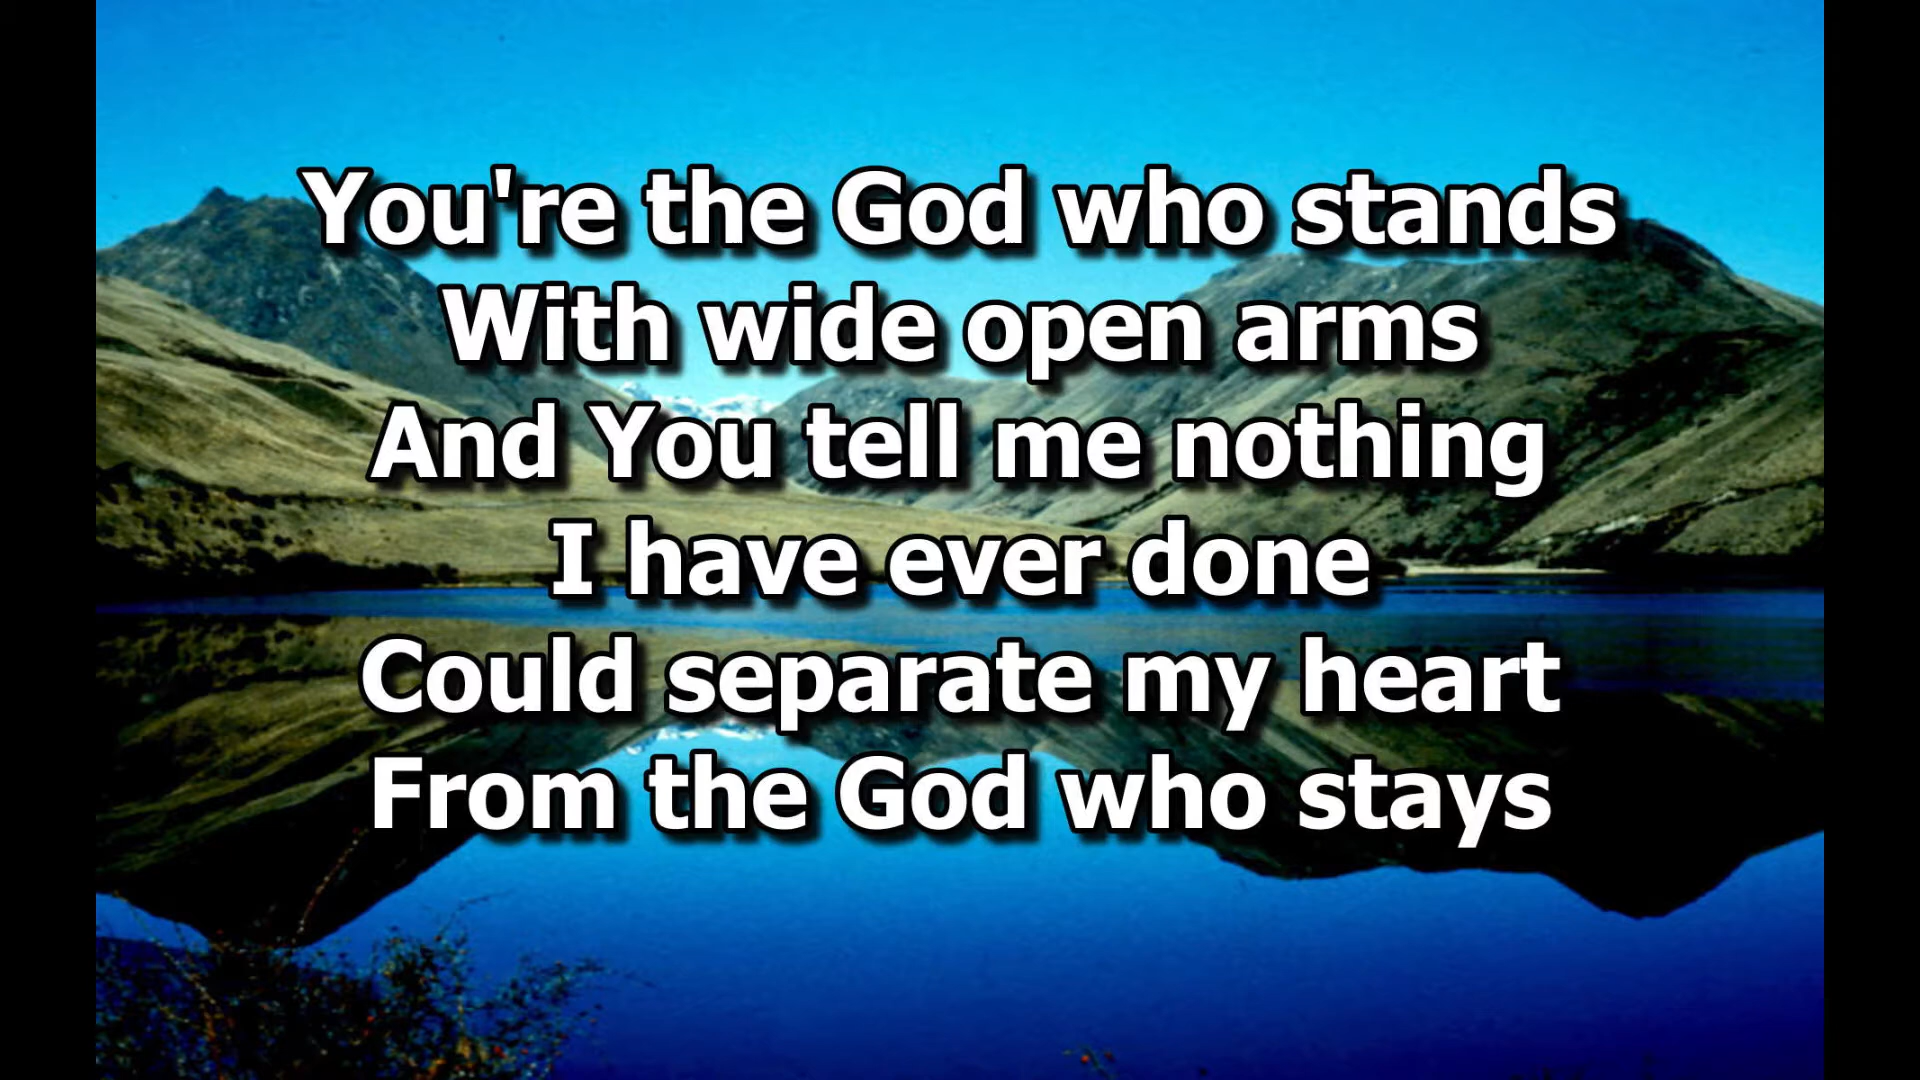 You're the God who stands
With wide open arms
And You tell me nothing
I have ever done
Could separate my heart
From the God who stays